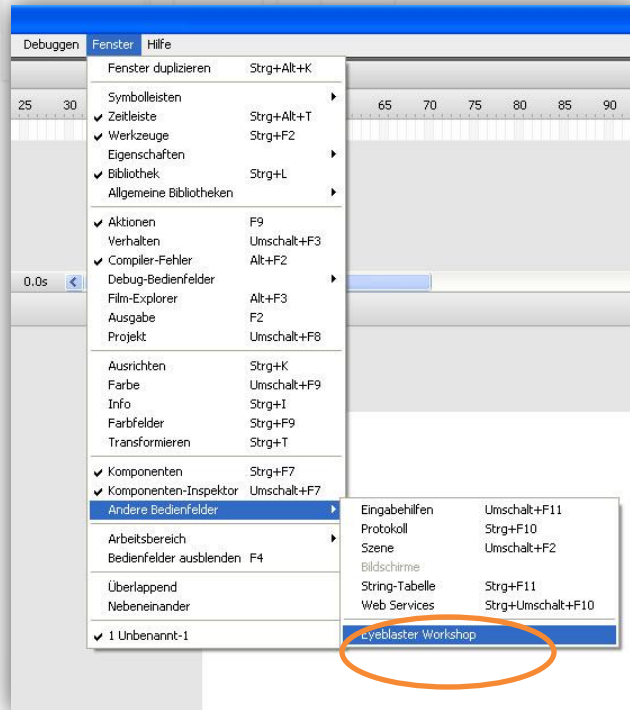 Debuggen Fenster Hilfe
Fenster duplizieren Strg+Alt+K
25 30 65 70 75 80 85 90
Symbolleisten
Zeitleiste Strg+Alt+T
Werkzeuge Strg+F2
Eigenschaften
Bibliothek Strg+L
Allgemeine Bibliotheken
Aktionen F9
Verhalten Umschalt+F3
Compiler-Fehler Alt+F2
0.0s
Debug-Bedienfelder
Film-Explorer Alt+F3
Ausgabe F2
Projekt Umschalt+F8
Ausrichten Strg+K
Farbe Umschalt+F9
Info Strg+I
Farbfelder Strg+F9
Transformieren Strg+T
Komponenten Strg+F7
Komponenten-Inspektor Umschalt+F7
Andere Bedienfelder
Arbeitsbereich
Bedienfelder ausblenden F4
Überlappend
Nebeneinander
1 Unbenannt-1
Eingabehilfen Umschalt+F11
Protokoll Strg+F10
Szene Umschalt+F2
Bildschirme
String-Tabelle Strg+F11
Web Services Strg+Umschalt+F10
Eyeblaster Workshop